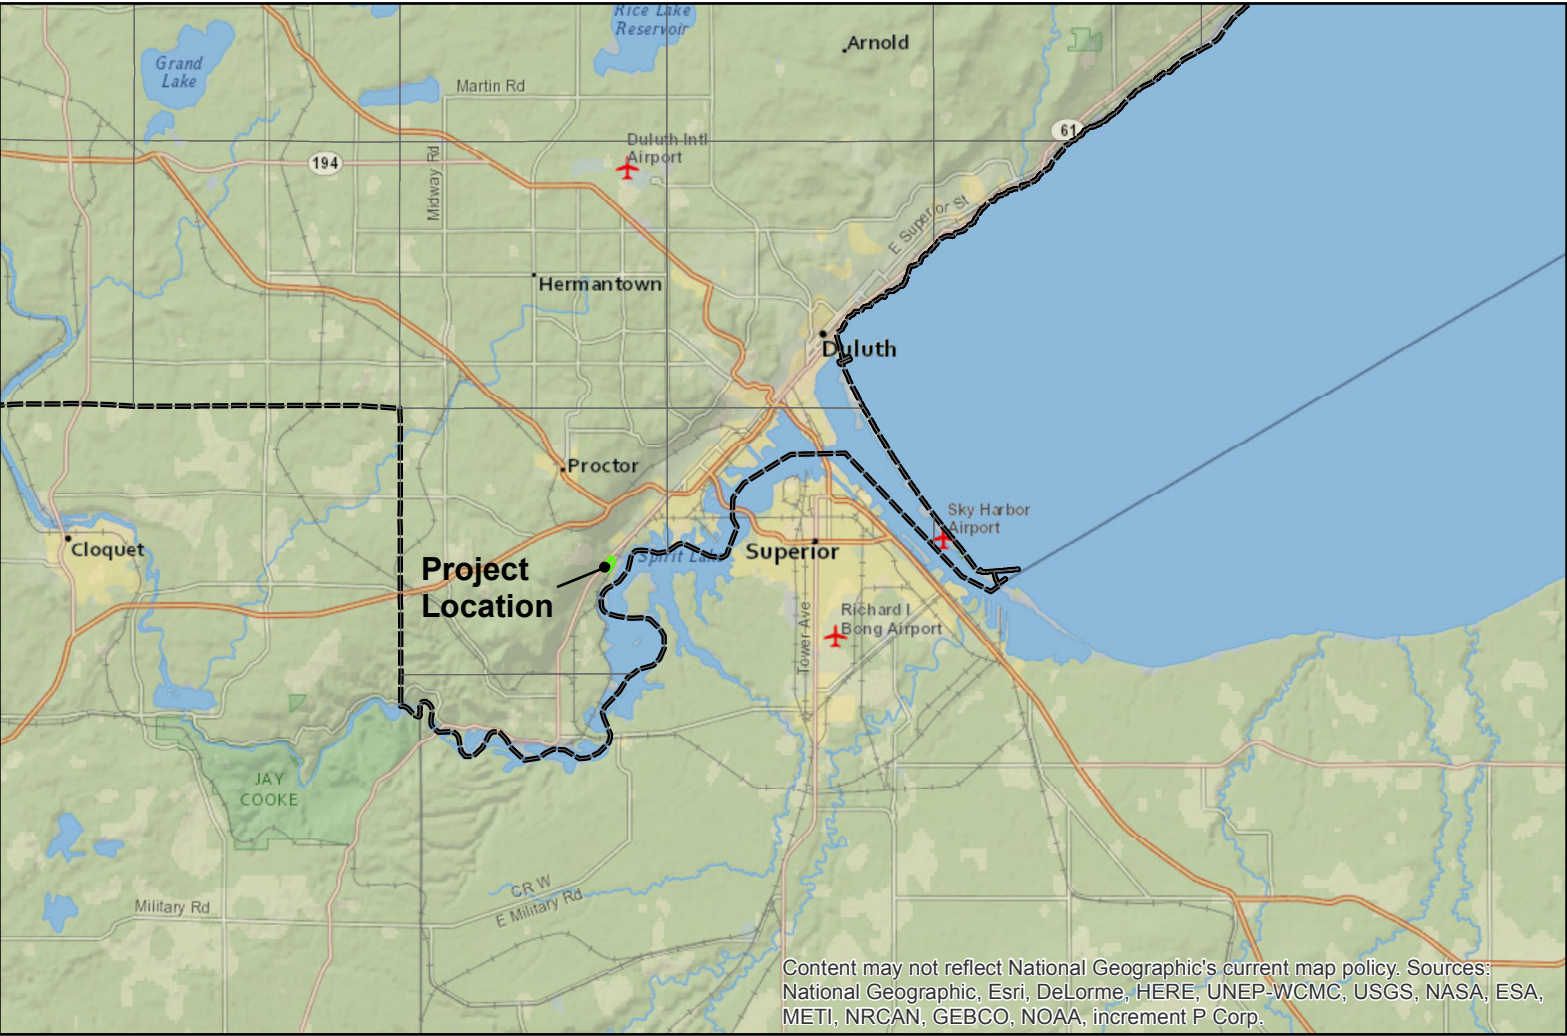 Rice Lake
Reservoir
Arnold
Grand
Lake
Martin Rd
61
Duluth Intl
Airport
194
Midway Rd
E Superior St
Hermantown
Duluth
Proctor
Sky Harbor
Airport
Cloquet
Project
Location
Spirit Lake
Superior
Richard I
Bong Airport
Tower Ave
JAY
COOKE
CR W
E Military Rd
Military Rd
Content may not reflect National Geographic's current map policy. Sources:
National Geographic, Esri, DeLorme, HERE, UNEP-WCMC, USGS, NASA, ESA,
METI, NRCAN, GEBCO, NOAA, increment P Corp.